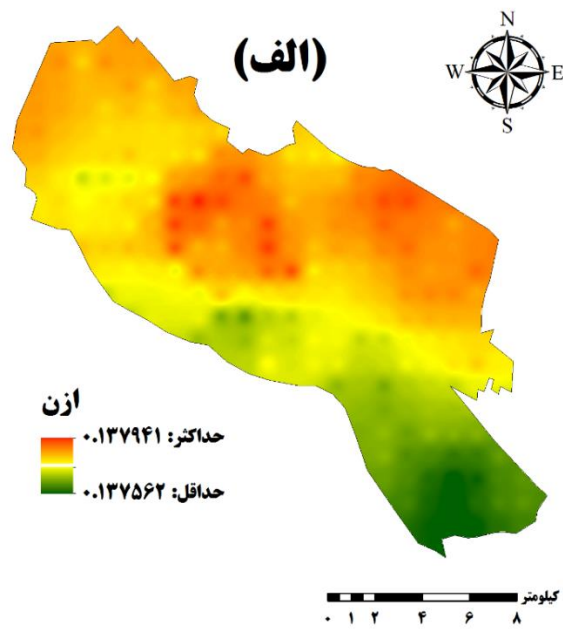 (الف)
N
W E
S
ازن
حداکثر: ۰.۱۳۷۹۴۱
حداقل: ۰.۱۳۷۵۶۲
کیلومتر
۰ ۱ ۲ ۴ ۶ ۸